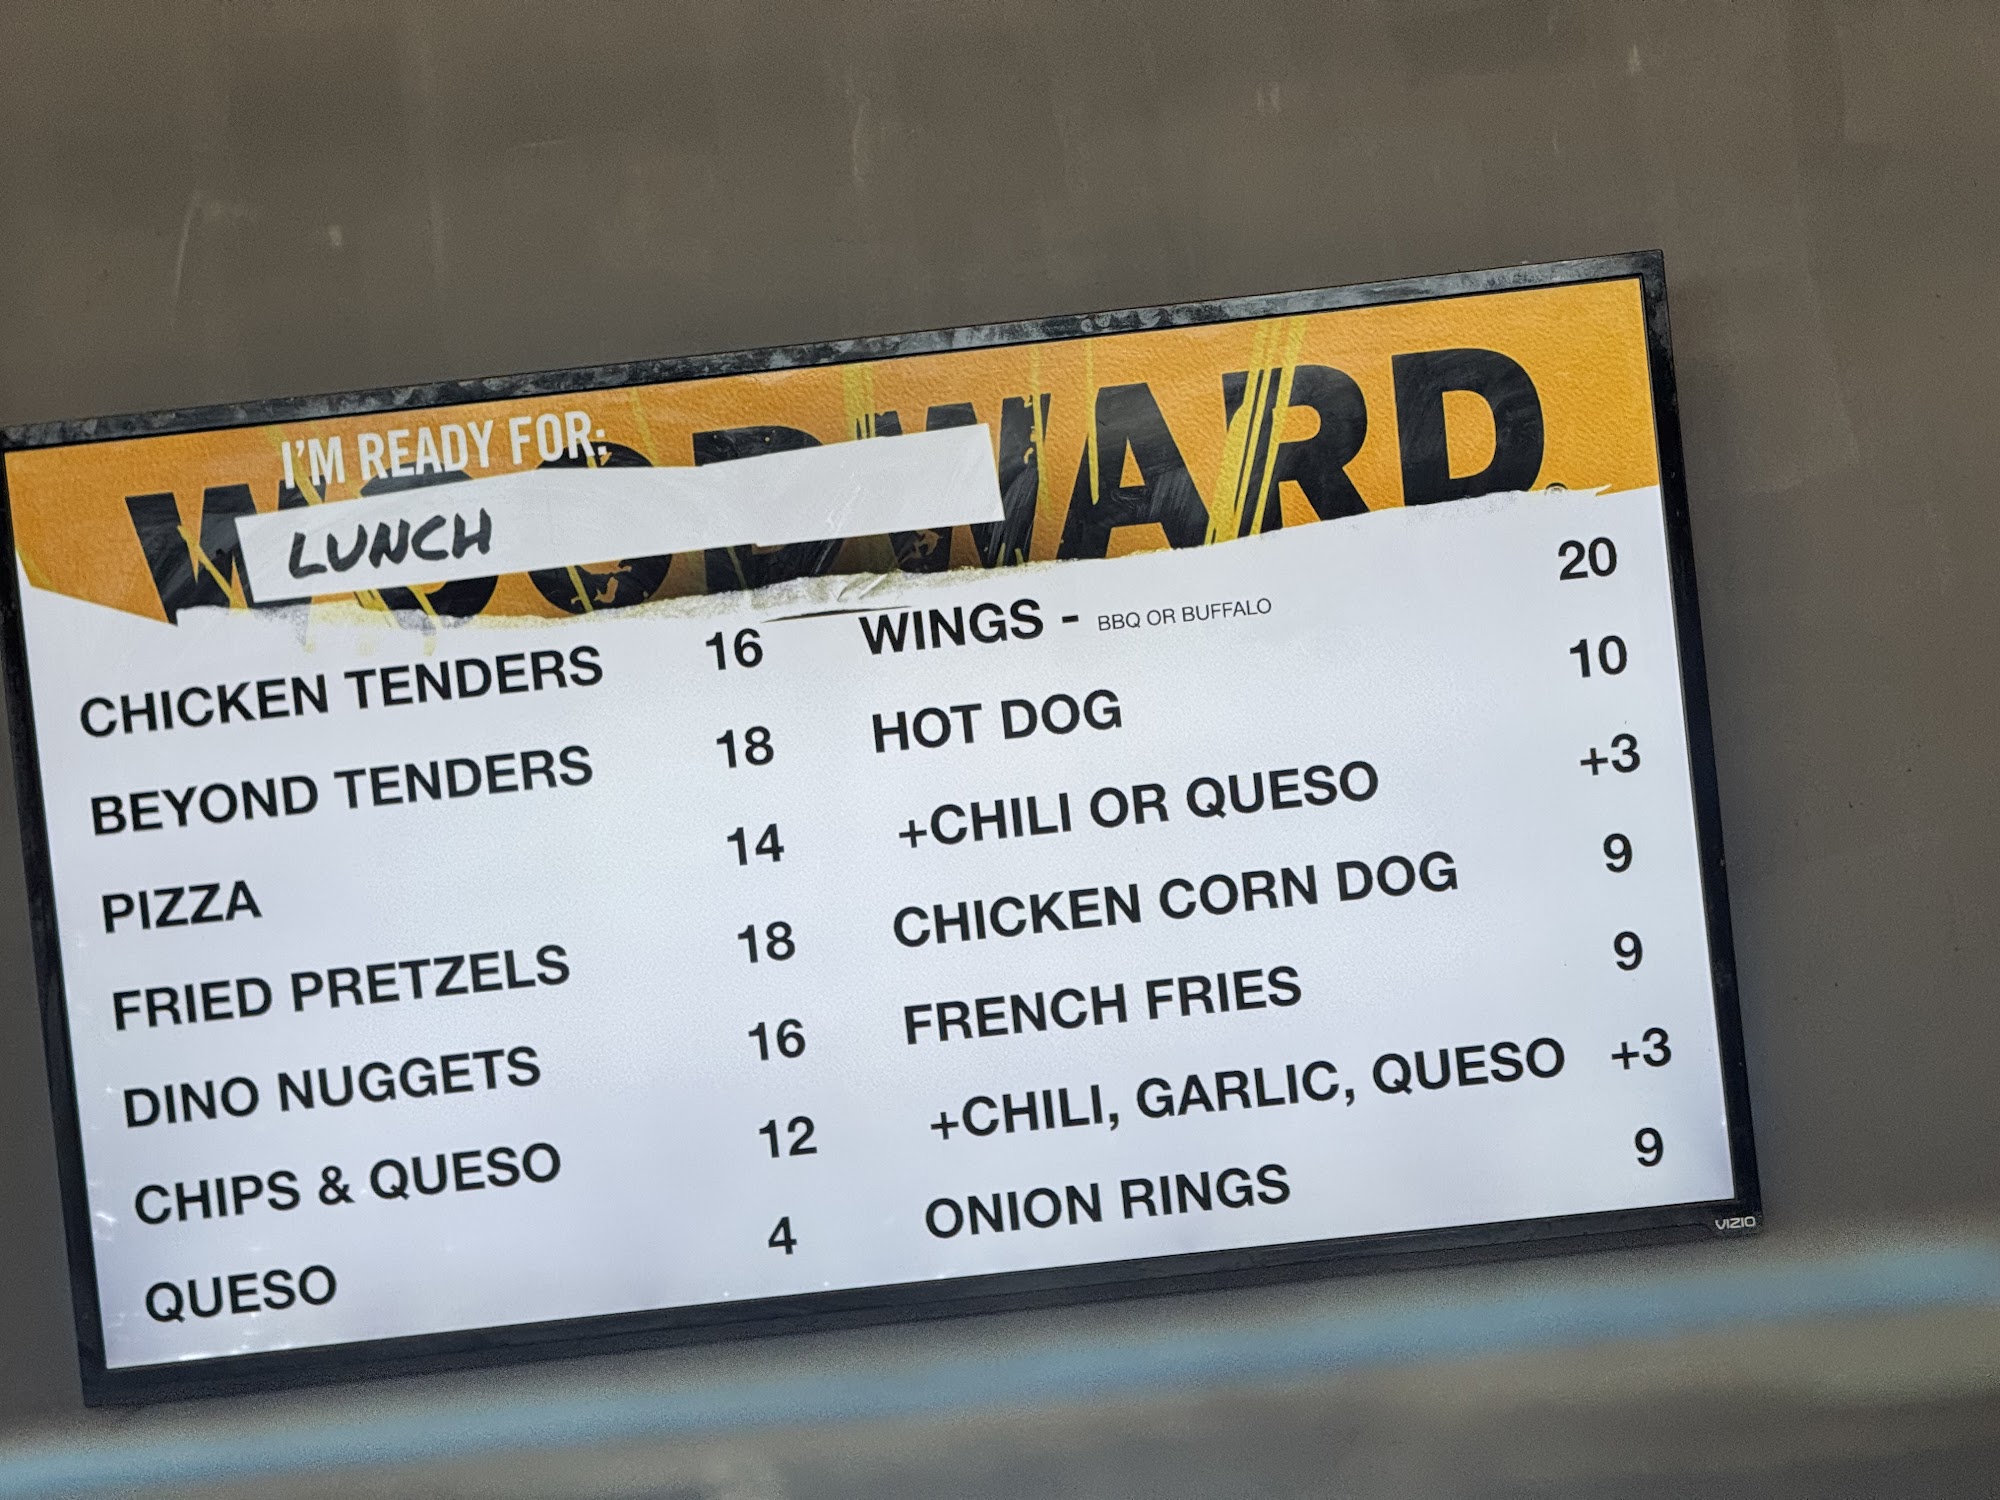 WOODWARD®
I'M READY FOR:
LUNCH
CHICKEN TENDERS 16
BEYOND TENDERS 18
PIZZA 14
FRIED PRETZELS 18
DINO NUGGETS 16
CHIPS & QUESO 12
QUESO 4
WINGS - BBQ OR BUFFALO 20
HOT DOG 10
+CHILI OR QUESO +3
CHICKEN CORN DOG 9
FRENCH FRIES 9
+CHILI, GARLIC, QUESO +3
ONION RINGS 9
VIZIO